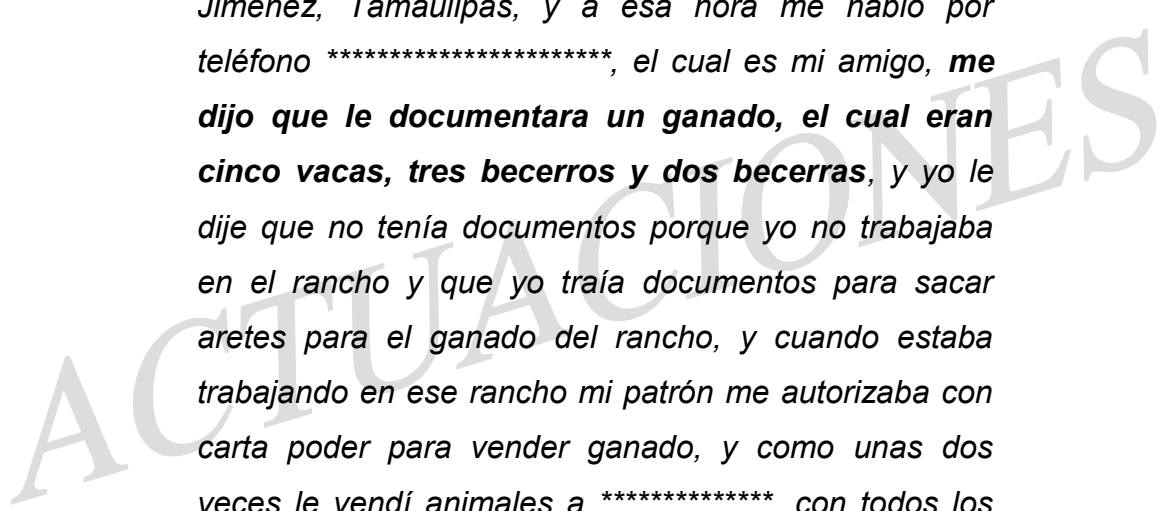 Jiménez, Tamaulipas, y a esa hora me habló por
teléfono ***********************, el cual es mi amigo, me
dijo que le documentara un ganado, el cual eran
cinco vacas, tres becerros y dos becerras, y yo le
dije que no tenía documentos porque yo no trabajaba
en el rancho y que yo traía documentos para sacar
aretes para el ganado del rancho, y cuando estaba
trabajando en ese rancho mi patrón me autorizaba con
carta poder para vender ganado, y como unas dos
veces le vendí animales a ************** con todos los
ACTUACIONES